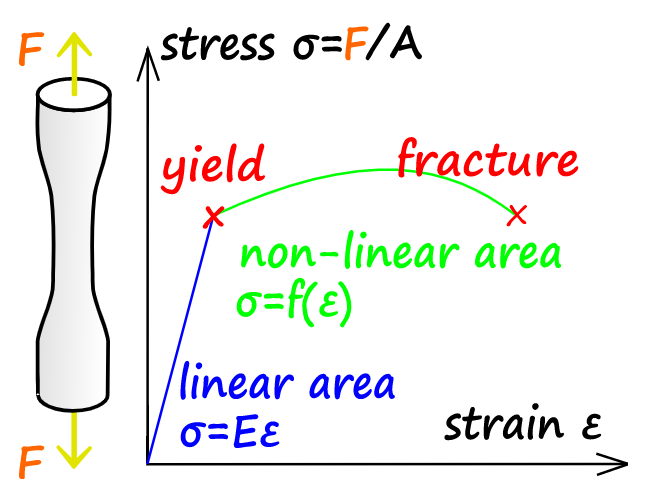 F
stress σ=F/A
yield
fracture
non-linear area
σ=f(ε)
linear area
σ=Eε
strain ε
F